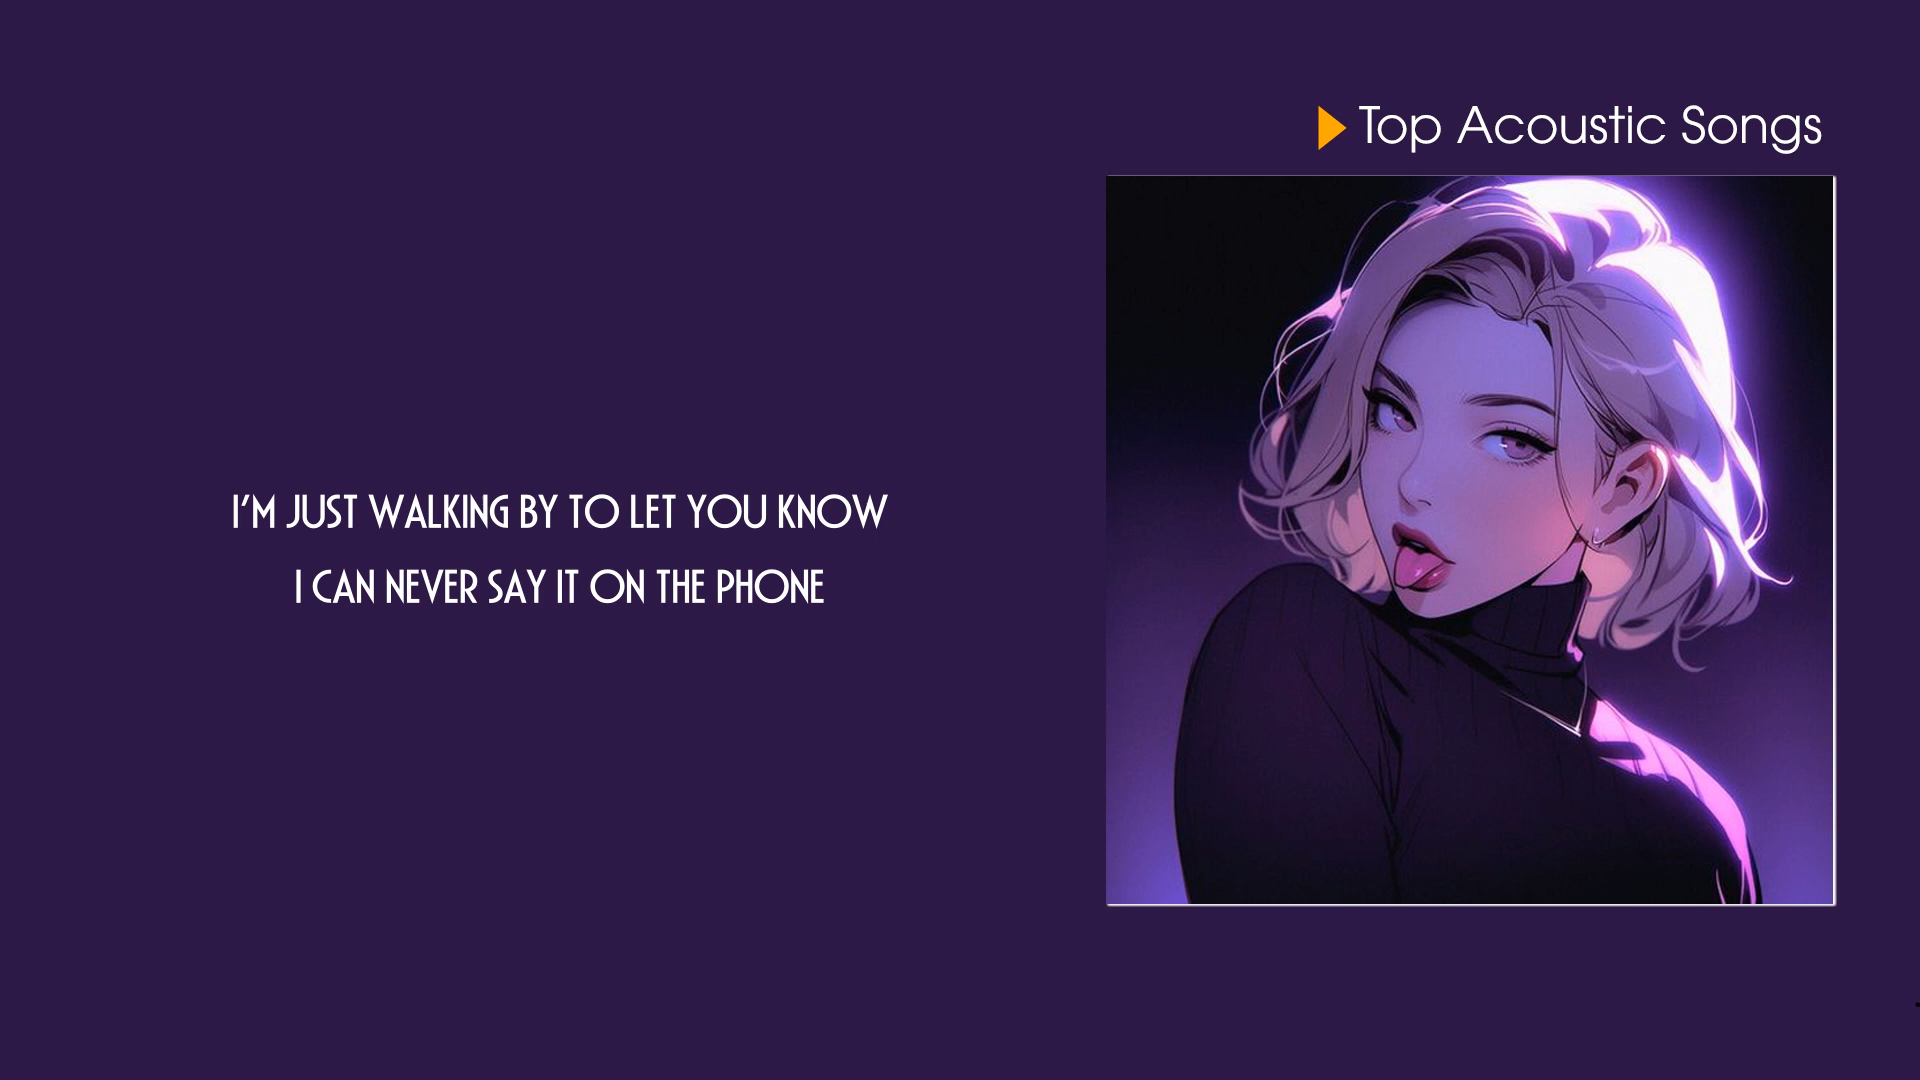 Top Acoustic Songs
I'M JUST WALKING BY TO LET YOU KNOW
I CAN NEVER SAY IT ON THE PHONE